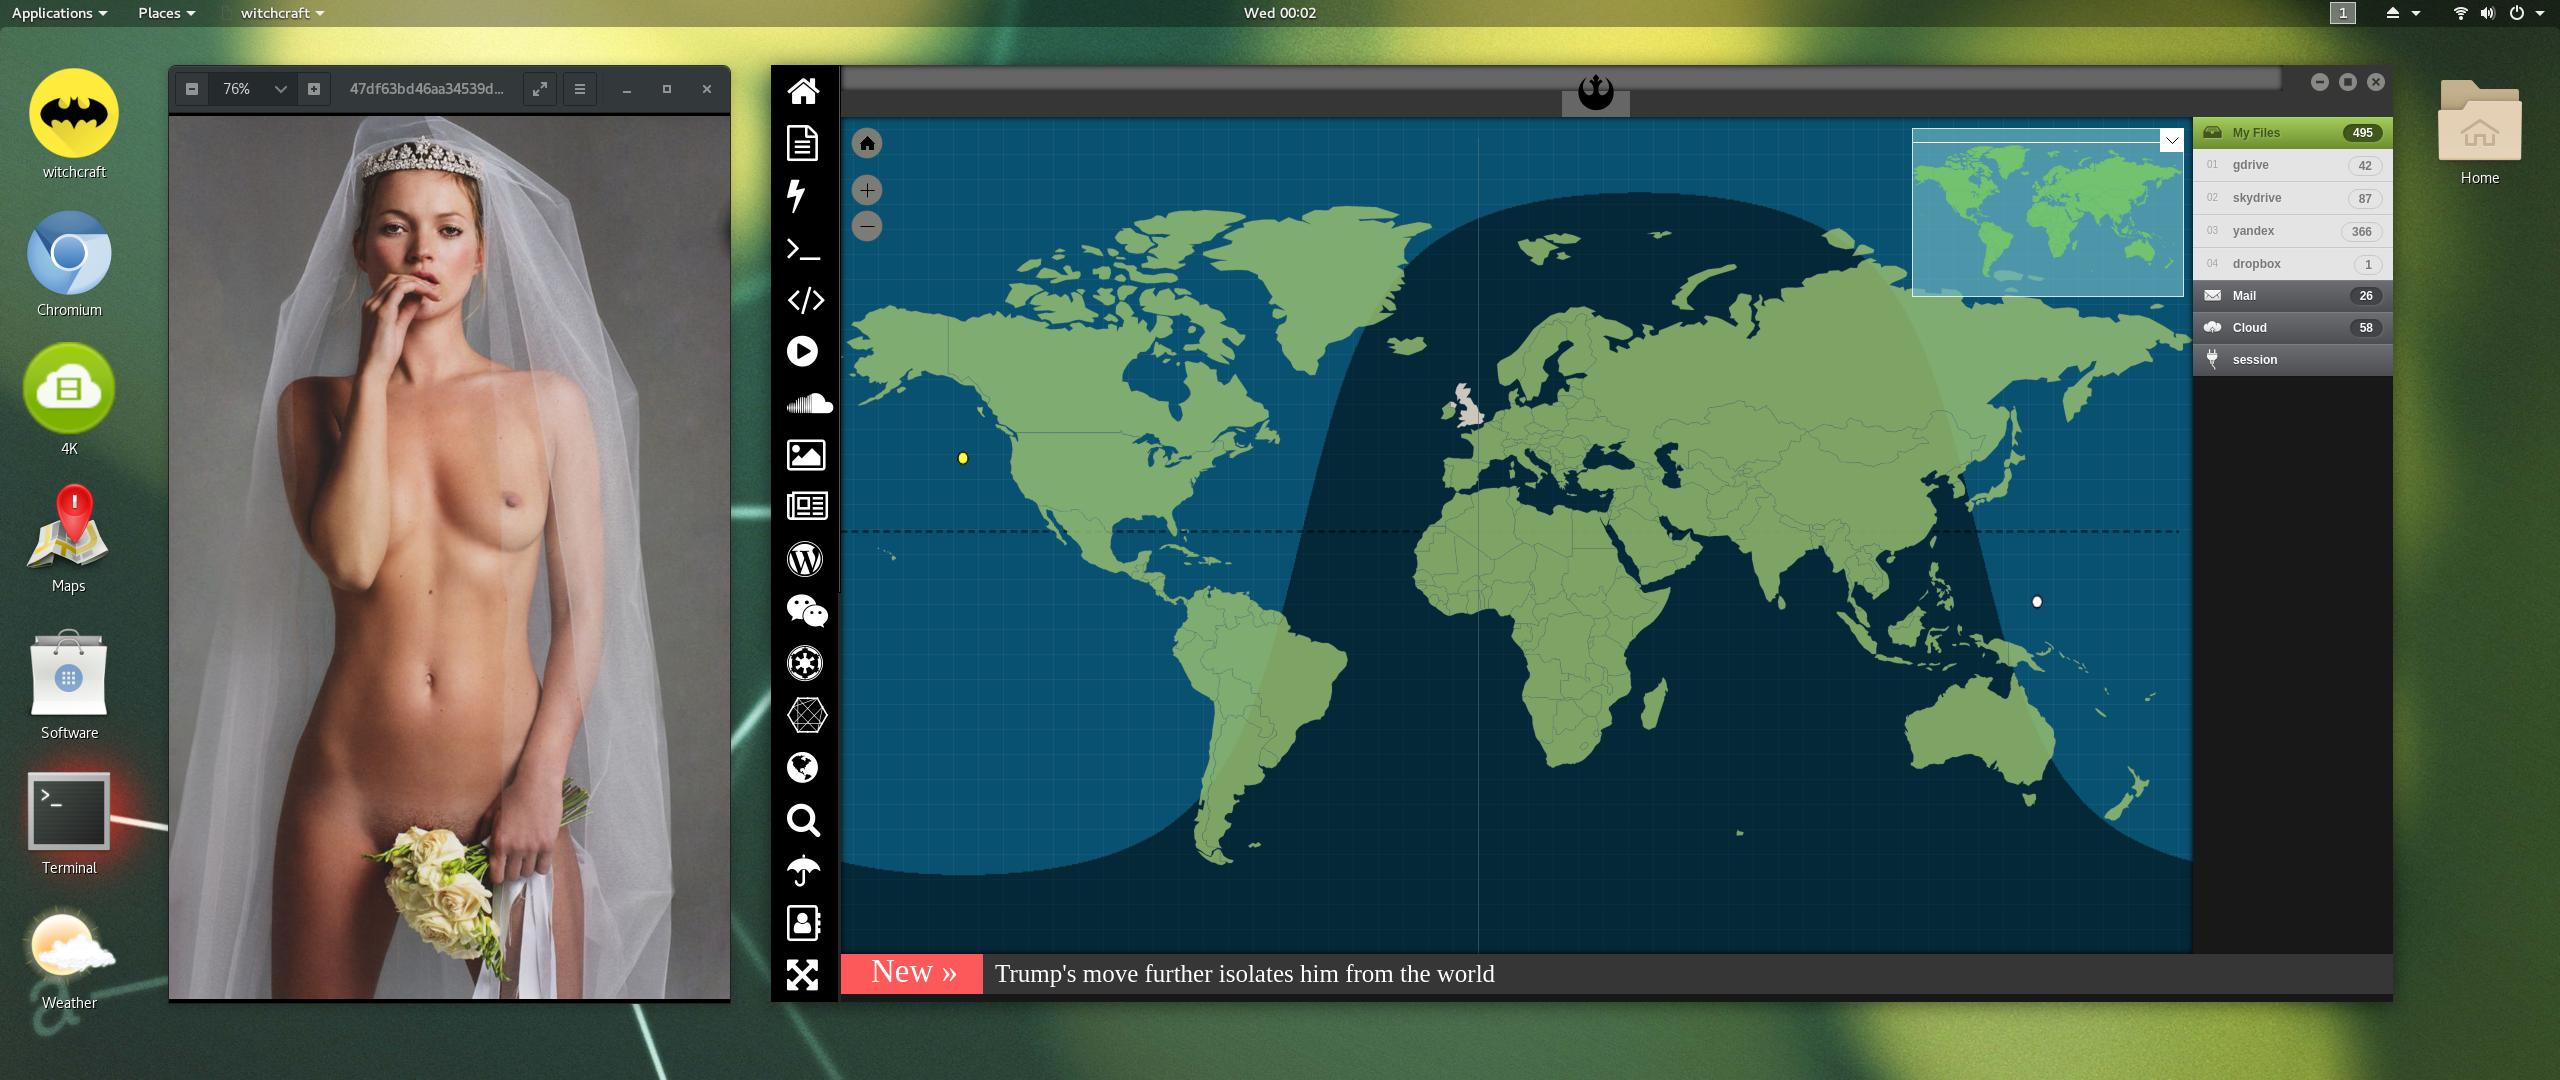 Applications
Places
witchcraft
Wed 00:02
1
witchcraft
Chromium
4K
Maps
Software
>_
Terminal
Weather
76%
47df63bd46aa34539d...
My Files 495
01 gdrive 42
02 skydrive 87
03 yandex 366
04 dropbox 1
Mail 26
Cloud 58
session
Home
New »
Trump's move further isolates him from the world